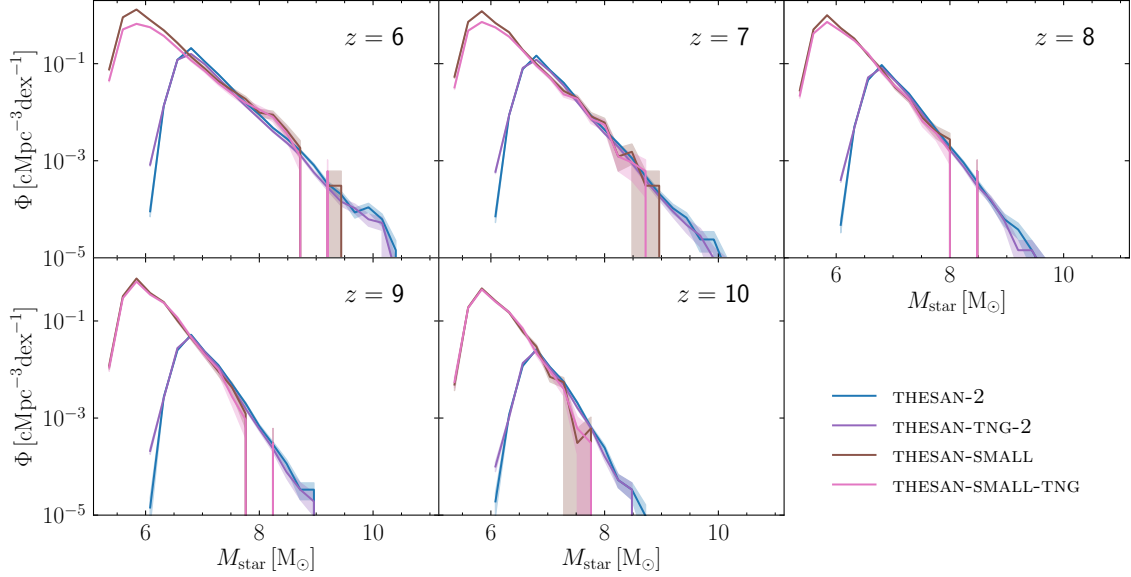 z = 6
z = 7
z = 8
10⁻¹
10⁻³
10⁻⁵
Φ [cMpc⁻³dex⁻¹]
6 8 10
M_star [M_⊙]
z = 9
z = 10
10⁻¹
10⁻³
10⁻⁵
Φ [cMpc⁻³dex⁻¹]
6 8 10
M_star [M_⊙]
6 8 10
M_star [M_⊙]
THESAN-2
THESAN-TNG-2
THESAN-SMALL
THESAN-SMALL-TNG